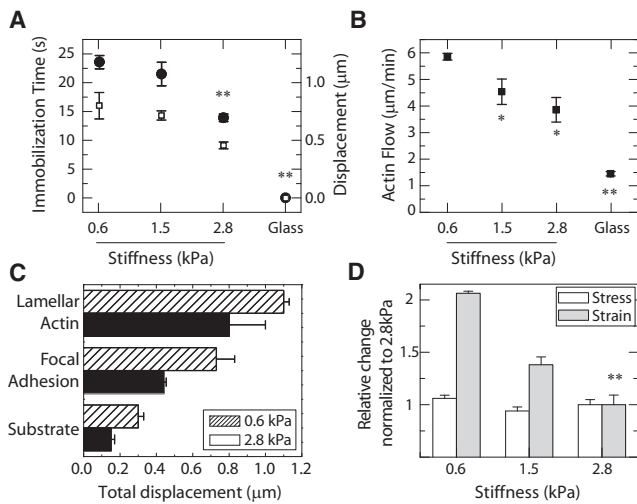 A
Immobilization Time (s)
25
20
15
10
5
0
**
**
1.0
0.5
0.0
Displacement (μm)
0.6 1.5 2.8 Glass
Stiffness (kPa)
B
Actin Flow (μm/min)
6
5
4
3
2
1
0
*
*
**
0.6 1.5 2.8 Glass
Stiffness (kPa)
C
Lamellar
Actin
Focal
Adhesion
Substrate
0.6 kPa
2.8 kPa
0.0 0.2 0.4 0.6 0.8 1.0 1.2
Total displacement (μm)
D
Relative change
normalized to 2.8kPa
2
1.5
1
Stress
Strain
**
0.6 1.5 2.8
Stiffness (kPa)